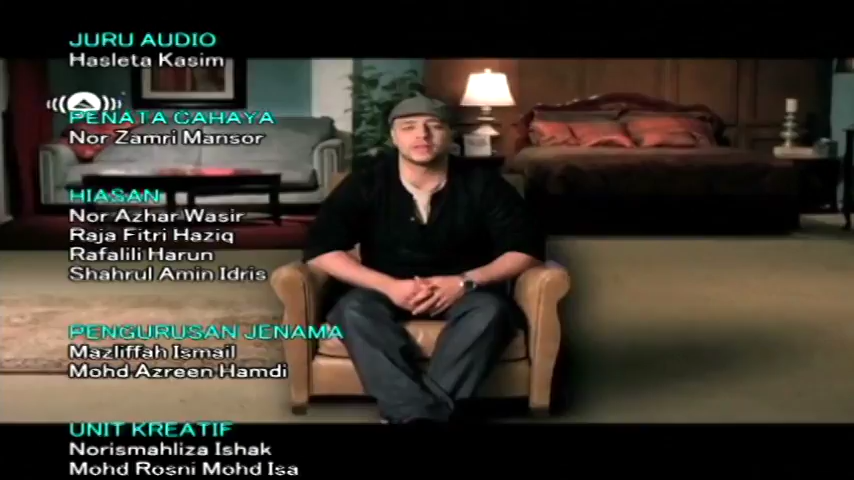 JURU AUDIO
Hasleta Kasim
PENATA CAHAYA
Nor Zamri Mansor
HIASAN
Nor Azhar Wasir
Raja Fitri Haziq
Rafalili Harun
Shahrul Amin Idris
PENGURUSAN JENAMA
Mazliffah Ismail
Mohd Azreen Hamdi
UNIT KREATIF
Norismahliza Ishak
Mohd Rosni Mohd Isa